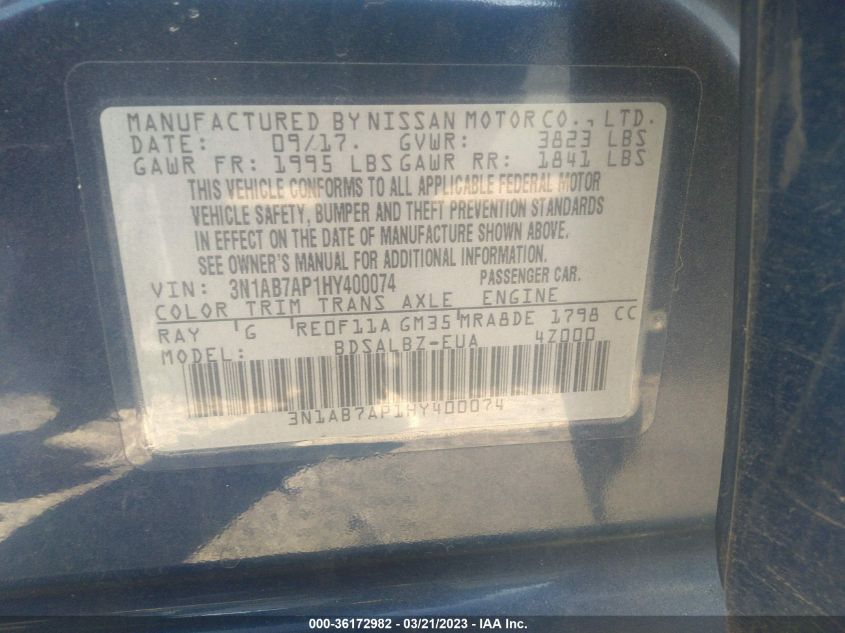 MANUFACTURED BY NISSAN MOTOR CO., LTD.
DATE: 09/17. GVWR: 3823 LBS
GAWR FR: 1995 LBS GAWR RR: 1841 LBS
THIS VEHICLE CONFORMS TO ALL APPLICABLE FEDERAL MOTOR
VEHICLE SAFETY, BUMPER AND THEFT PREVENTION STANDARDS
IN EFFECT ON THE DATE OF MANUFACTURE SHOWN ABOVE.
SEE OWNER'S MANUAL FOR ADDITIONAL INFORMATION.
VIN: 3N1AB7AP1HY400074 PASSENGER CAR.
COLOR TRIM TRANS AXLE ENGINE
RAY G RE0F11A GM35 MRA8DE 1798 CC
MODEL: BDSALBZ-EUA 4Z000
3N1AB7AP1HY400074
000-36172982 - 03/21/2023 - IAA Inc.